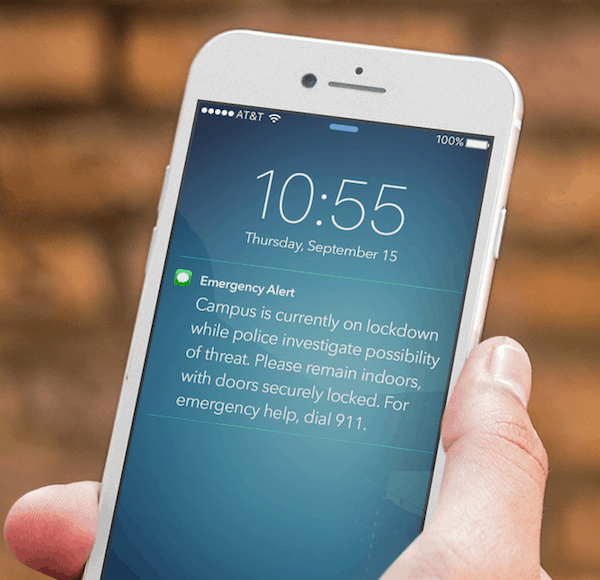 AT&T 100%
10:55
Thursday, September 15
Emergency Alert
Campus is currently on lockdown
while police investigate possibility
of threat. Please remain indoors,
with doors securely locked. For
emergency help, dial 911.